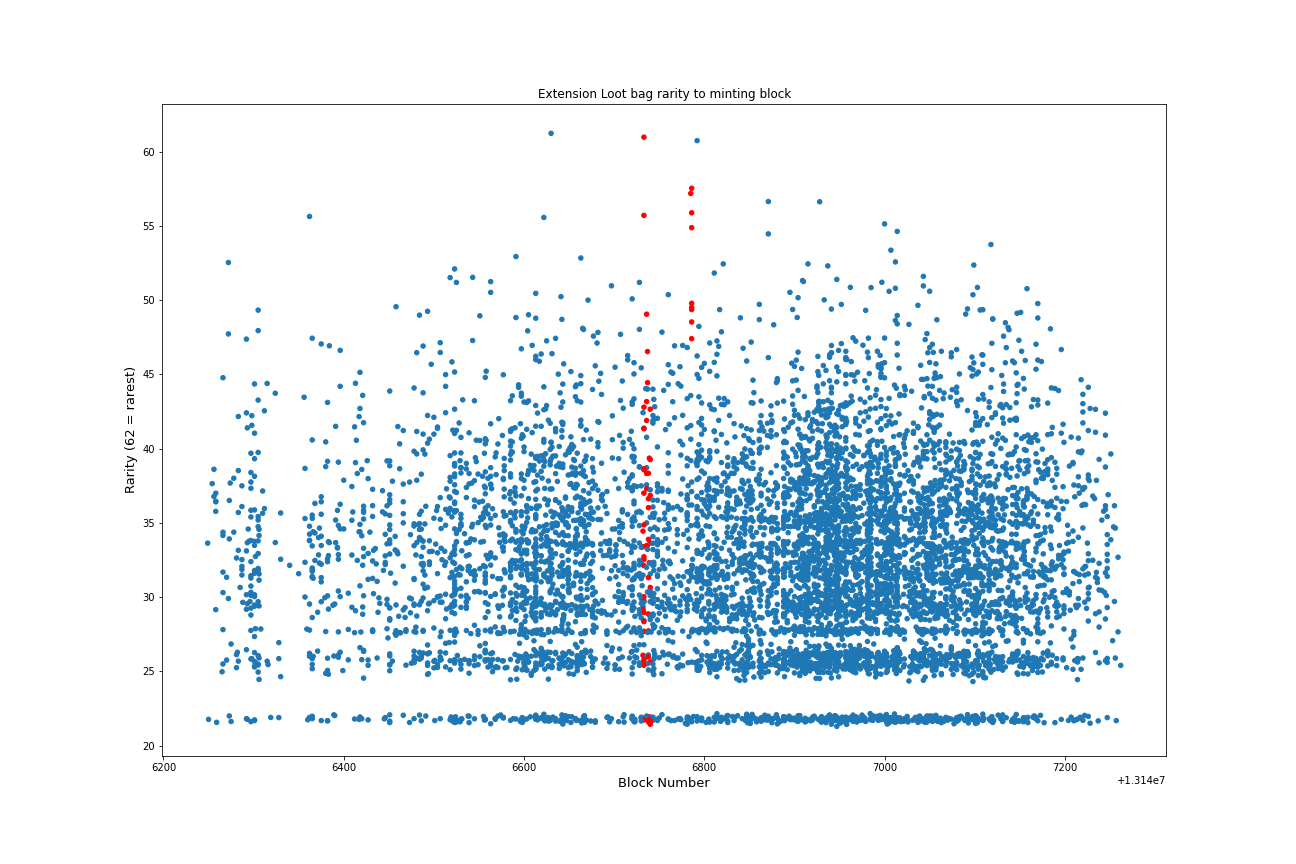 Extension Loot bag rarity to minting block
Rarity (62 = rarest)
60
55
50
45
40
35
30
25
20
6200 6400 6600 6800 7000 7200
Block Number
+1.314e7